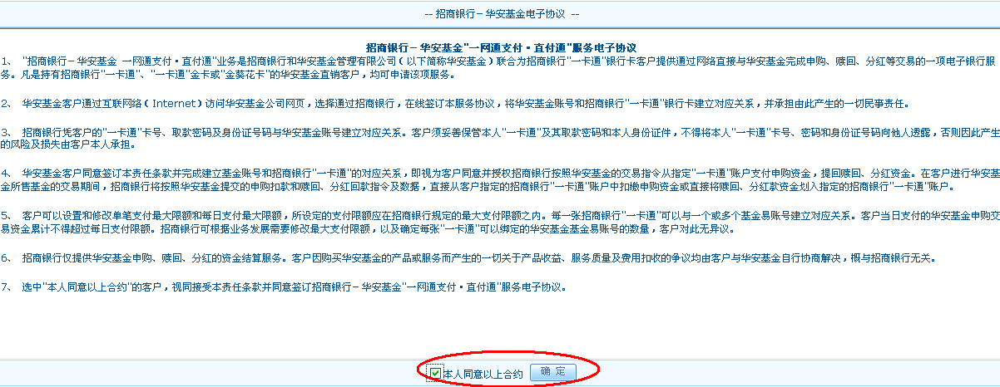 -- 招商银行－华安基金电子协议 --
招商银行－华安基金"一网通支付·直付通"服务电子协议
1、 "招商银行－华安基金 一网通支付·直付通"业务是招商银行和华安基金管理有限公司（以下简称华安基金）联合为招商银行"一卡通"银行卡客户提供通过网络直接与华安基金完成申购、赎回、分红等交易的一项电子银行服
务。凡是持有招商银行"一卡通"、"一卡通"金卡或"金葵花卡"的华安基金直销客户，均可申请该项服务。
2、 华安基金客户通过互联网络（Internet）访问华安基金公司网页，选择通过招商银行，在线签订本服务协议，将华安基金账号和招商银行"一卡通"银行卡建立对应关系，并承担由此产生的一切民事责任。
3、 招商银行凭客户的"一卡通"卡号、取款密码及身份证号码与华安基金账号建立对应关系。客户须妥善保管本人"一卡通"及其取款密码和本人身份证件，不得将本人"一卡通"卡号、密码和身份证号码向他人透露，否则因此产生
的风险及损失由客户本人承担。
4、 华安基金客户同意签订本责任条款并完成建立基金账号和招商银行"一卡通"的对应关系，即视为客户同意并授权招商银行按照华安基金的交易指令从指定"一卡通"账户支付申购资金，提回赎回、分红资金。在客户进行华安基
金所售基金的交易期间，招商银行将按照华安基金提交的申购扣款和赎回、分红回款指令及数据，直接从客户指定的招商银行"一卡通"账户中扣缴申购资金或直接将赎回、分红款资金划入指定的招商银行"一卡通"账户。
5、 客户可以设置和修改单笔支付最大限额和每日支付最大限额，所设定的支付限额应在招商银行规定的最大支付限额之内。每一张招商银行"一卡通"可以与一个或多个基金易账号建立对应关系。客户当日支付的华安基金申购交
易资金累计不得超过每日支付限额。招商银行可根据业务发展需要修改最大支付限额，以及确定每张"一卡通"可以绑定的华安基金基金易账号的数量，客户对此无异议。
6、 招商银行仅提供华安基金申购、赎回、分红的资金结算服务。客户因购买华安基金的产品或服务而产生的一切关于产品收益、服务质量及费用扣收的争议均由客户与华安基金自行协商解决，概与招商银行无关。
7、 选中"本人同意以上合约"的客户，视同接受本责任条款并同意签订招商银行－华安基金"一网通支付·直付通"服务电子协议。
本人同意以上合约 确 定